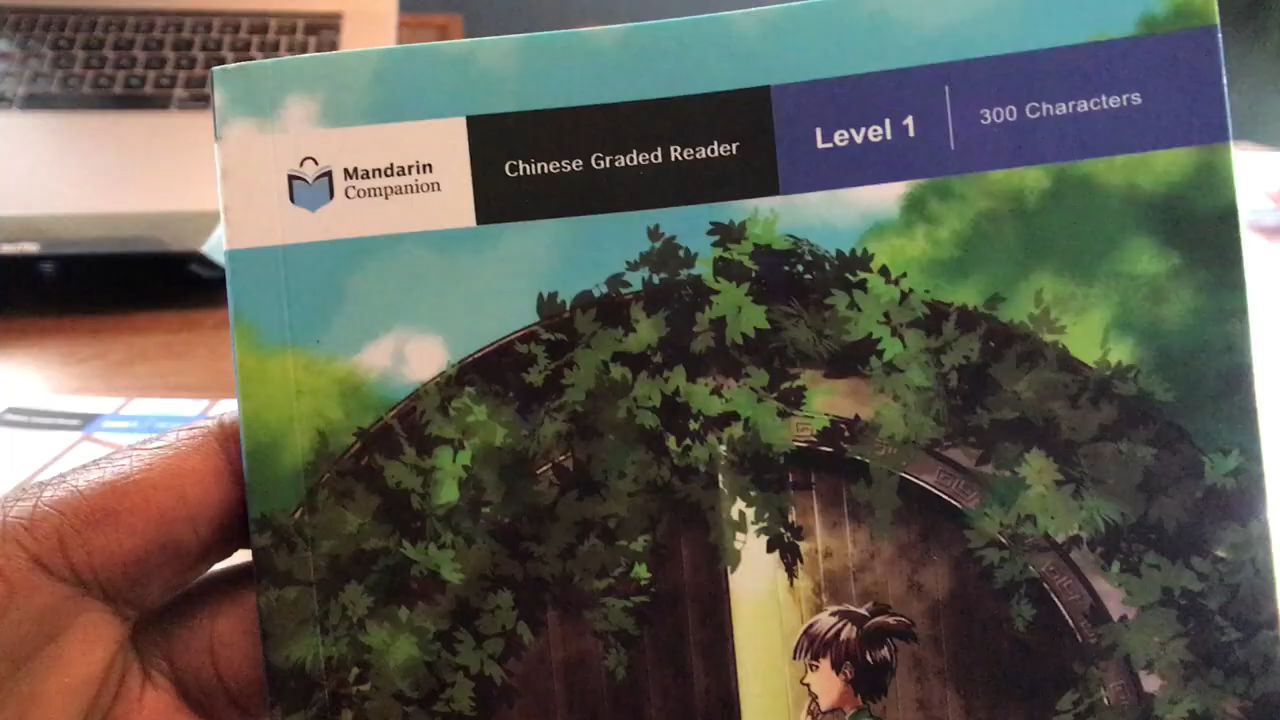 Mandarin
Companion
Chinese Graded Reader
Level 1
300 Characters